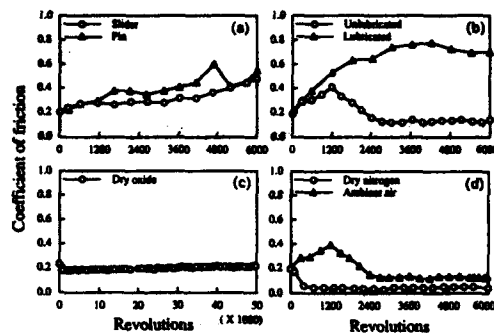 Coefficient of friction
1.0
0.8
0.6
0.4
0.2
0.0
Slider
Pin
(a)
0 1200 2400 3600 4800 6000
1.0
0.8
0.6
0.4
0.2
0.0
Unlubricated
Lubricated
(b)
0 1200 2400 3600 4800 6000
1.0
0.8
0.6
0.4
0.2
0.0
Dry oxide
(c)
0 10 20 30 40 50
(X 1000)
Revolutions
1.0
0.8
0.6
0.4
0.2
0.0
Dry nitrogen
Ambient air
(d)
0 1200 2400 3600 4800 6000
Revolutions